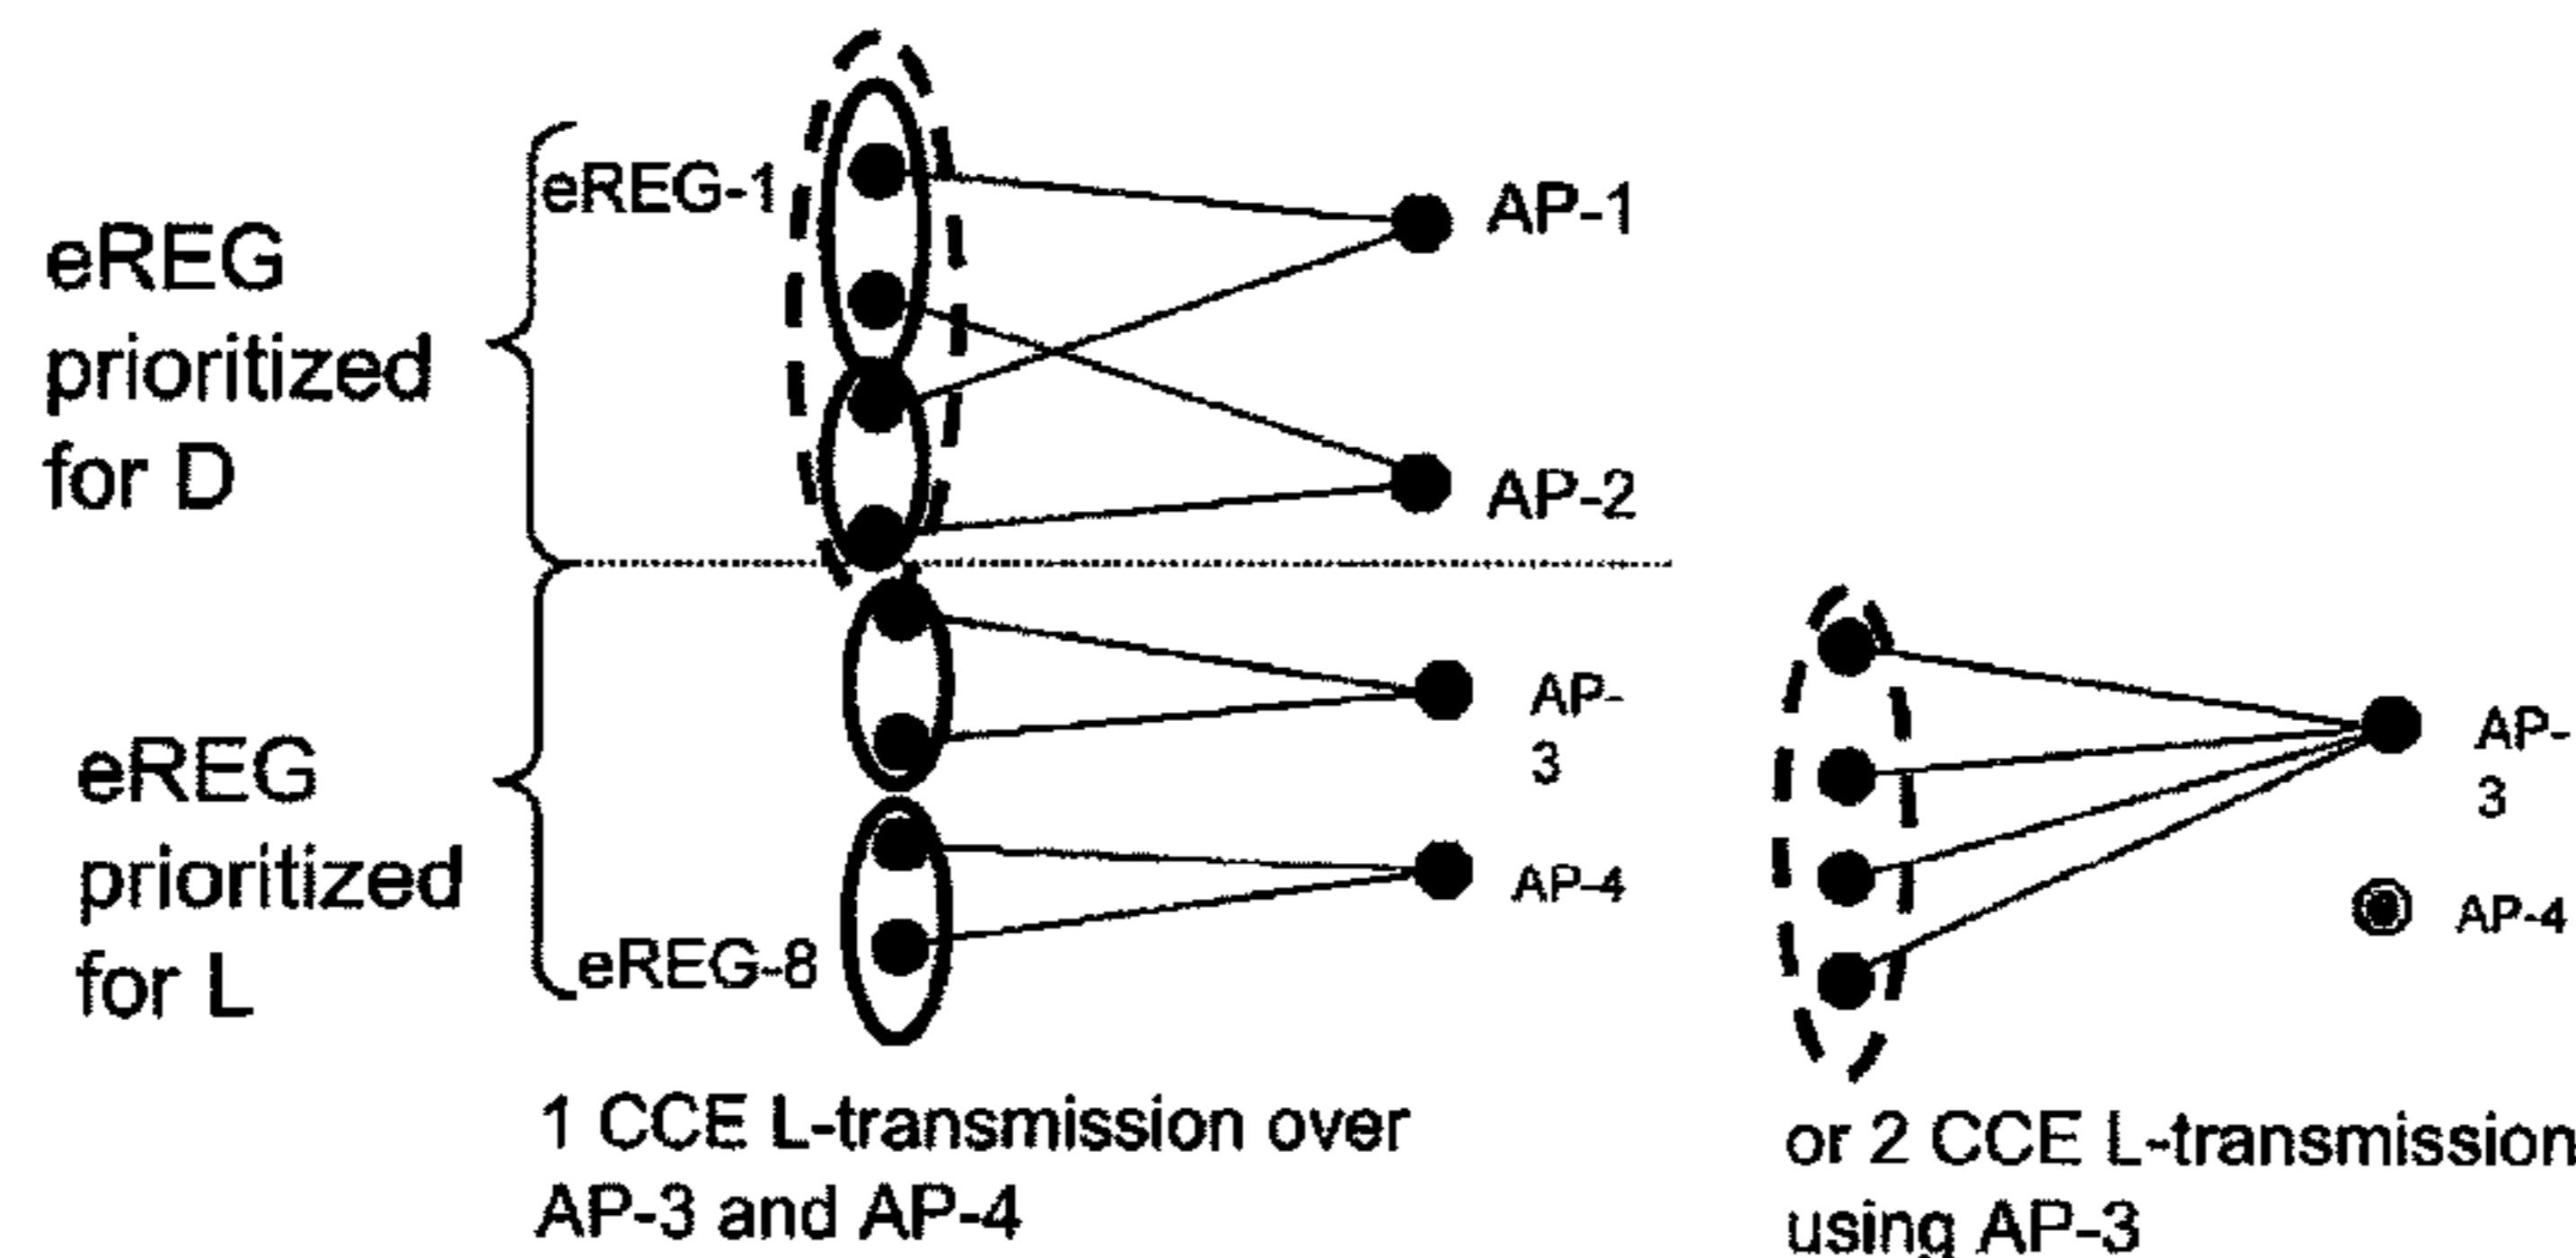 eREG
prioritized
for D
eREG-1
AP-1
AP-2
eREG
prioritized
for L
eREG-8
AP-
3
AP-4
1 CCE L-transmission over
AP-3 and AP-4
AP-
3
AP-4
or 2 CCE L-transmission
using AP-3